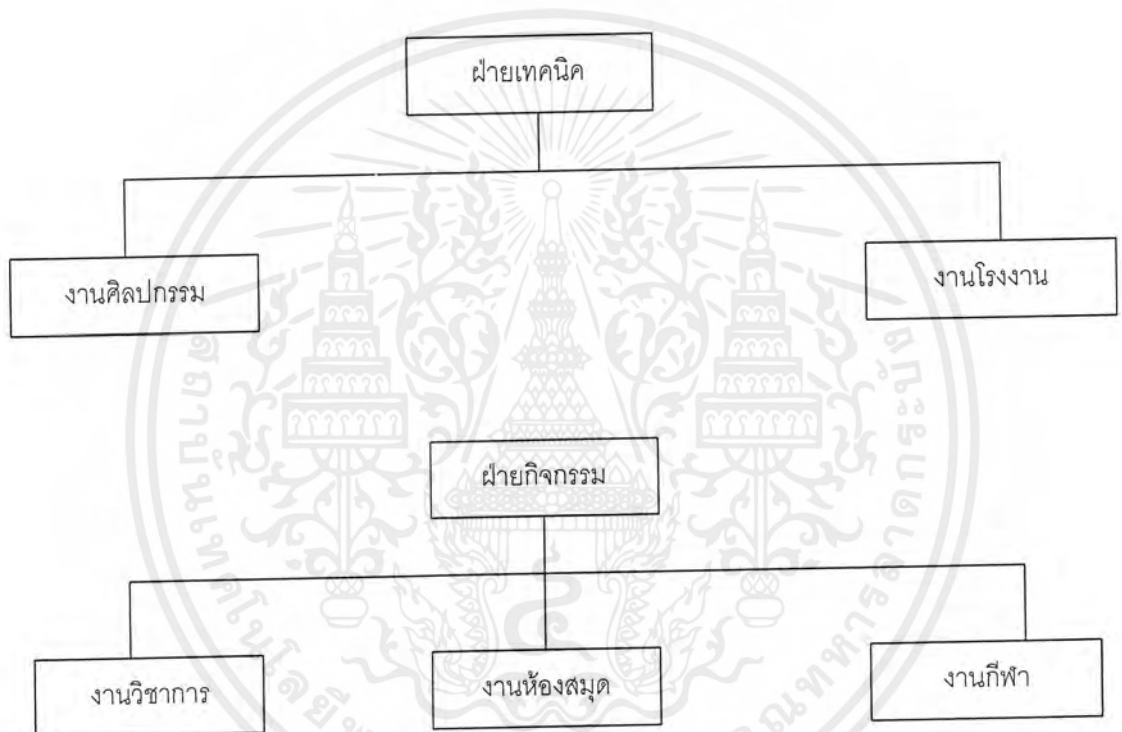 ฝ่ายเทคนิค
งานศิลปกรรม
งานโรงงาน
ฝ่ายกิจกรรม
งานวิชาการ
งานห้องสมุด
งานกีฬา